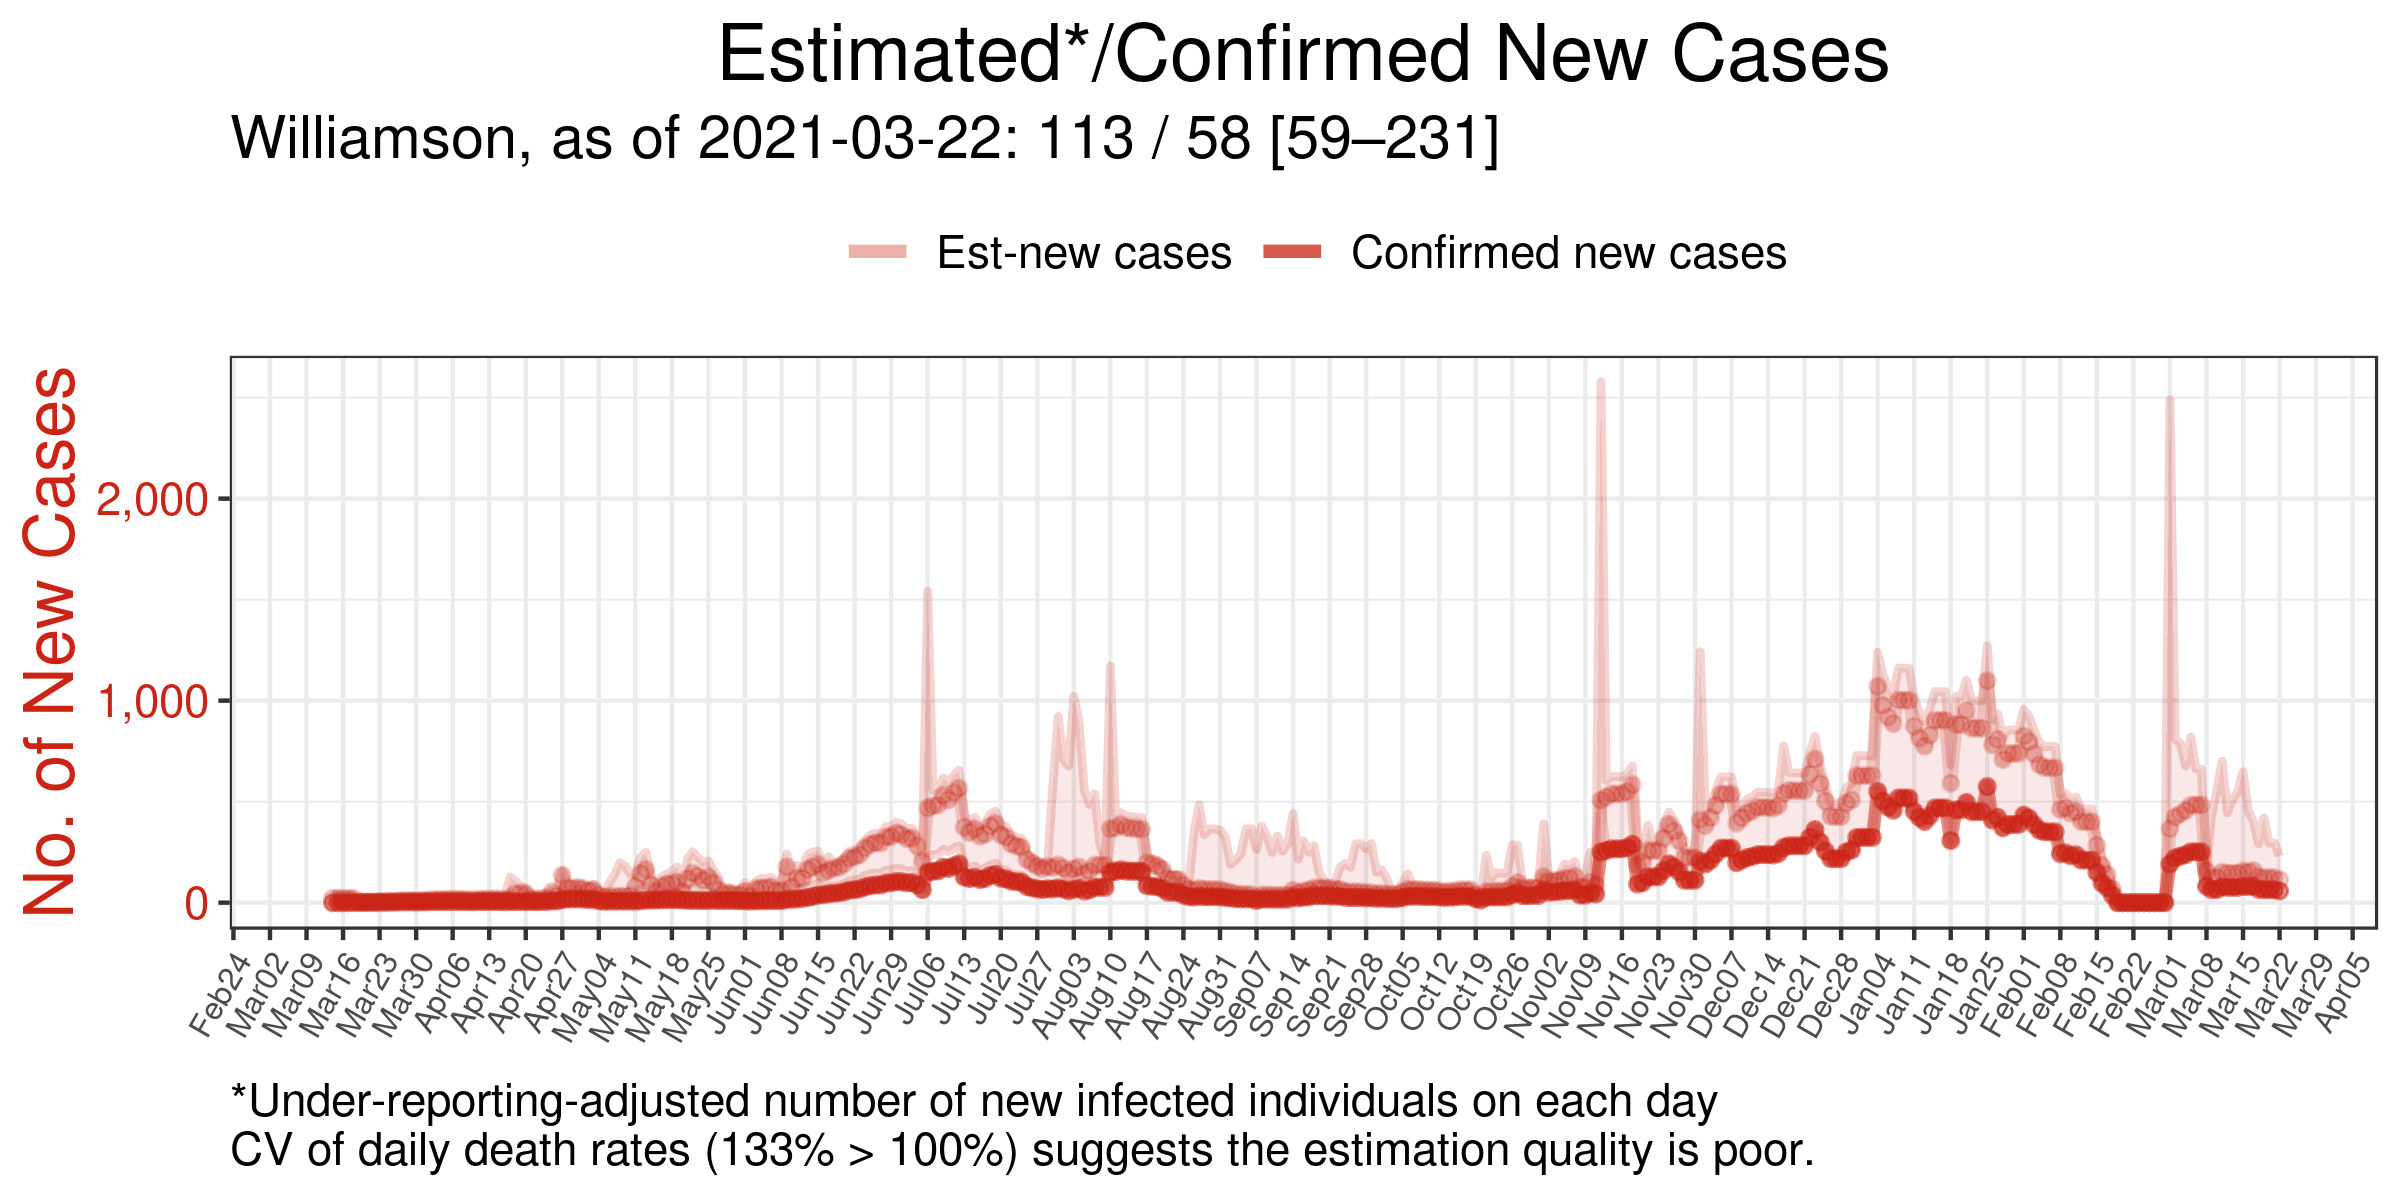 Estimated*/Confirmed New Cases
Williamson, as of 2021-03-22: 113 / 58 [59–231]
Est-new cases Confirmed new cases
No. of New Cases
2,000
1,000
0
Feb24 Mar02 Mar09 Mar16 Mar23 Mar30 Apr06 Apr13 Apr20 Apr27 May04 May11 May18 May25 Jun01 Jun08 Jun15 Jun22 Jun29 Jul06 Jul13 Jul20 Jul27 Aug03 Aug10 Aug17 Aug24 Aug31 Sep07 Sep14 Sep21 Sep28 Oct05 Oct12 Oct19 Oct26 Nov02 Nov09 Nov16 Nov23 Nov30 Dec07 Dec14 Dec21 Dec28 Jan04 Jan11 Jan18 Jan25 Feb01 Feb08 Feb15 Feb22 Mar01 Mar08 Mar15 Mar22 Mar29 Apr05
*Under-reporting-adjusted number of new infected individuals on each day
CV of daily death rates (133% > 100%) suggests the estimation quality is poor.